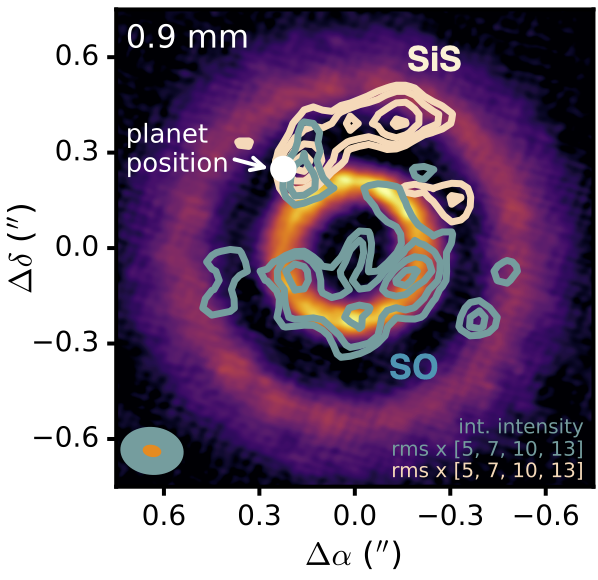 0.9 mm
SiS
planet
position
SO
int. intensity
rms x [5, 7, 10, 13]
rms x [5, 7, 10, 13]
0.6
0.3
0.0
−0.3
−0.6
Δδ (″)
0.6 0.3 0.0 −0.3 −0.6
Δα (″)